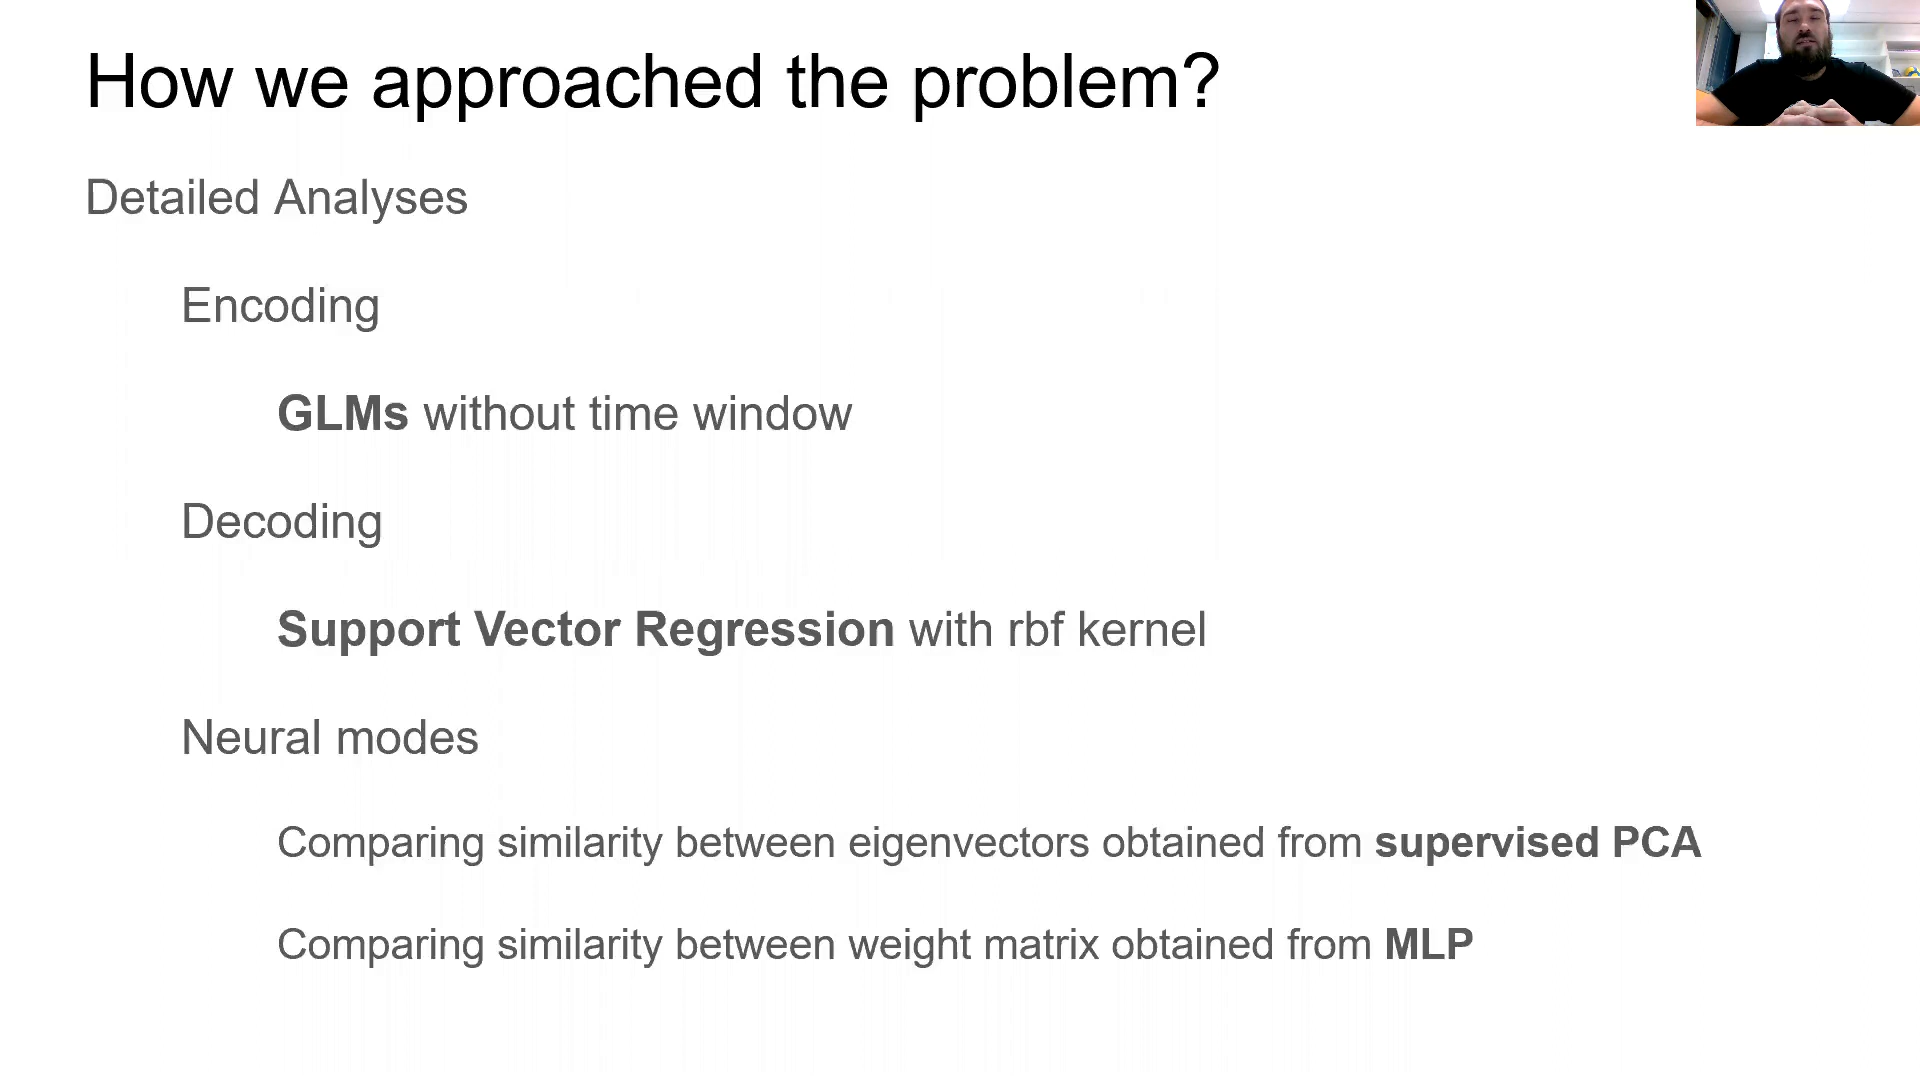 How we approached the problem?
Detailed Analyses
Encoding
GLMs without time window
Decoding
Support Vector Regression with rbf kernel
Neural modes
Comparing similarity between eigenvectors obtained from supervised PCA
Comparing similarity between weight matrix obtained from MLP